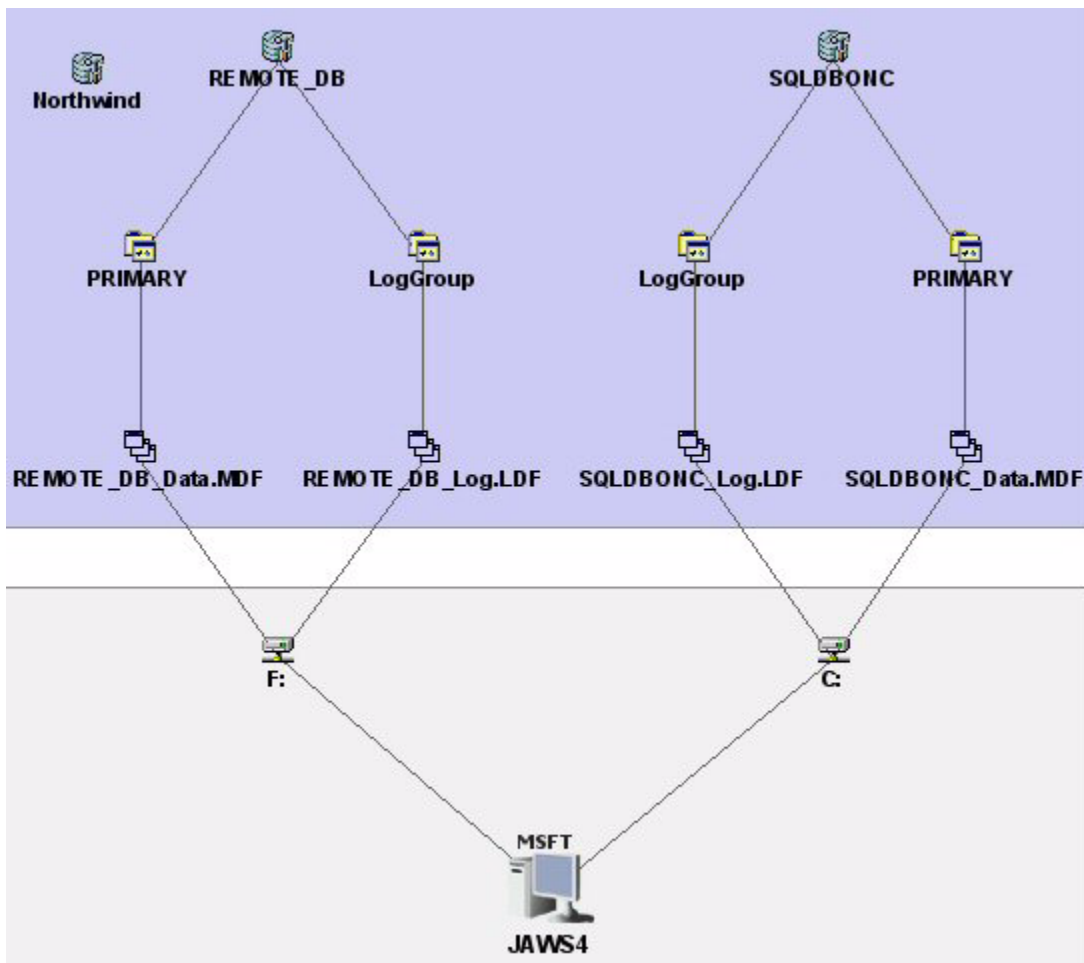 REMOTE_DB
SQLDBONC
Northwind
PRIMARY
LogGroup
LogGroup
PRIMARY
REMOTE_DB_Data.MDF
REMOTE_DB_Log.LDF
SQLDBONC_Log.LDF
SQLDBONC_Data.MDF
F:
C:
MSFT
JAWS4